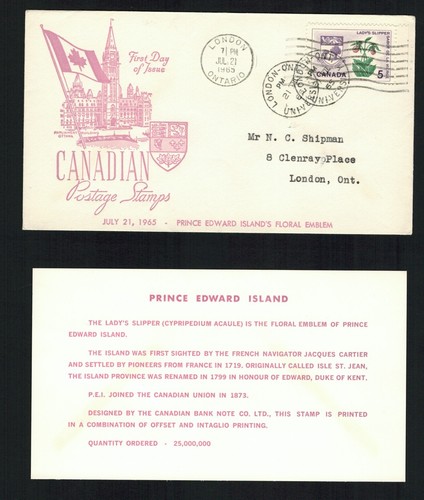 First Day
of Issue
LONDON
7 PM
JUL 21
1965
ONTARIO
LADY'S SLIPPER
CANADA 5
LONDON-ONT
Mr N. C. Shipman
8 Clenray Place
London, Ont.
CANADIAN
Postage Stamps
JULY 21, 1965 - PRINCE EDWARD ISLAND'S FLORAL EMBLEM
PRINCE EDWARD ISLAND
THE LADY'S SLIPPER (CYPRIPEDIUM ACAULE) IS THE FLORAL EMBLEM OF PRINCE
EDWARD ISLAND.
THE ISLAND WAS FIRST SIGHTED BY THE FRENCH NAVIGATOR JACQUES CARTIER
AND SETTLED BY PIONEERS FROM FRANCE IN 1719. ORIGINALLY CALLED ISLE ST. JEAN,
THE ISLAND PROVINCE WAS RENAMED IN 1799 IN HONOUR OF EDWARD, DUKE OF KENT.
P.E.I. JOINED THE CANADIAN UNION IN 1873.
DESIGNED BY THE CANADIAN BANK NOTE CO. LTD., THIS STAMP IS PRINTED
IN A COMBINATION OF OFFSET AND INTAGLIO PRINTING.
QUANTITY ORDERED - 25,000,000